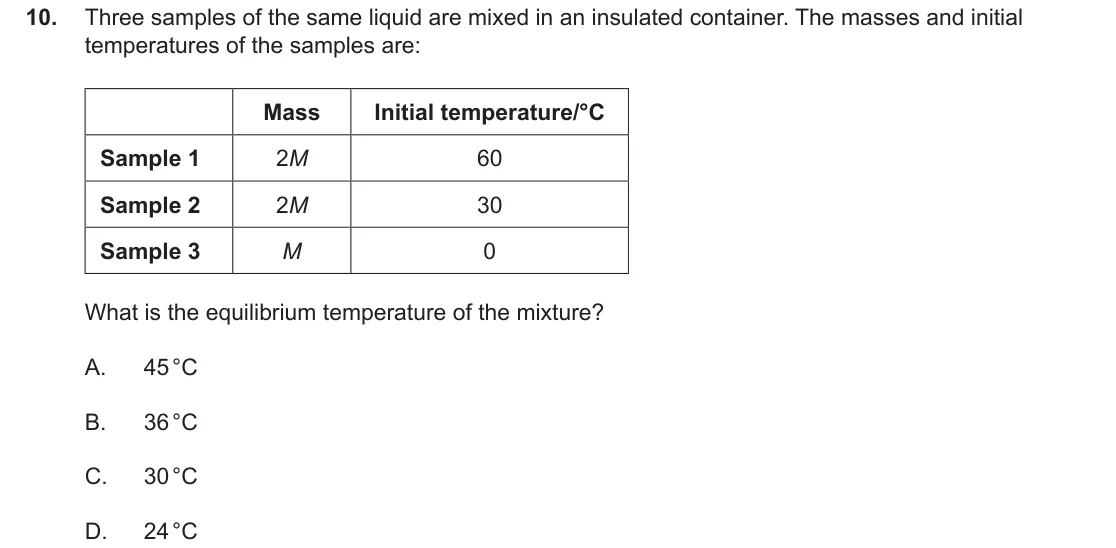 10. Three samples of the same liquid are mixed in an insulated container. The masses and initial
temperatures of the samples are:
Mass Initial temperature/°C
Sample 1 2M 60
Sample 2 2M 30
Sample 3 M 0
What is the equilibrium temperature of the mixture?
A. 45°C
B. 36°C
C. 30°C
D. 24°C